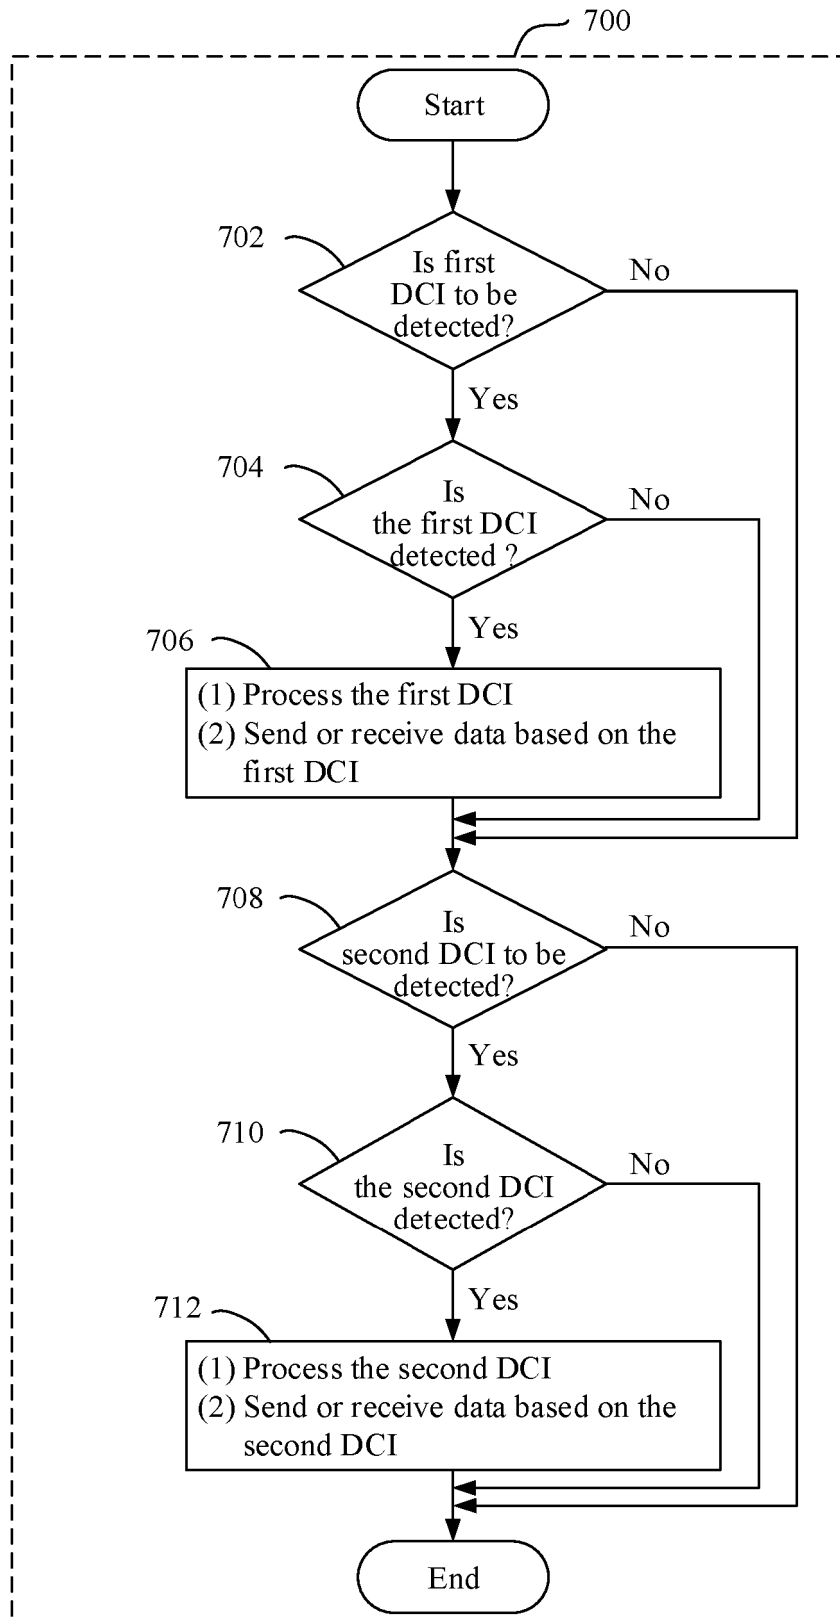 700
Start
702
Is first
DCI to be
detected?
No
Yes
704
Is
the first DCI
detected ?
No
Yes
706
(1) Process the first DCI
(2) Send or receive data based on the
first DCI
708
Is
second DCI to be
detected?
No
Yes
710
Is
the second DCI
detected?
No
Yes
712
(1) Process the second DCI
(2) Send or receive data based on the
second DCI
End